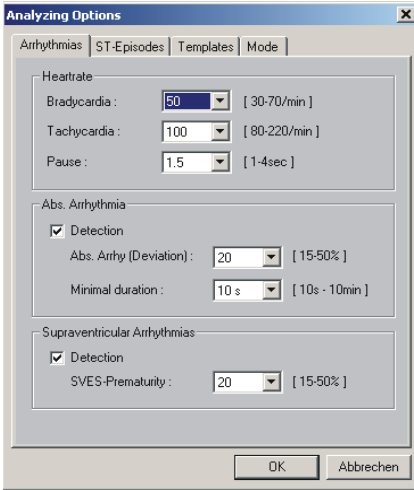 Analyzing Options
Arrhythmias ST-Episodes Templates Mode
Heartrate
Bradycardia : 50 [ 30-70/min ]
Tachycardia : 100 [ 80-220/min ]
Pause : 1.5 [ 1-4sec ]
Abs. Arrhythmia
Detection
Abs. Arrhy (Deviation) : 20 [ 15-50% ]
Minimal duration : 10 s [ 10s - 10min ]
Supraventricular Arrhythmias
Detection
SVES-Prematurity : 20 [ 15-50% ]
OK Abbrechen